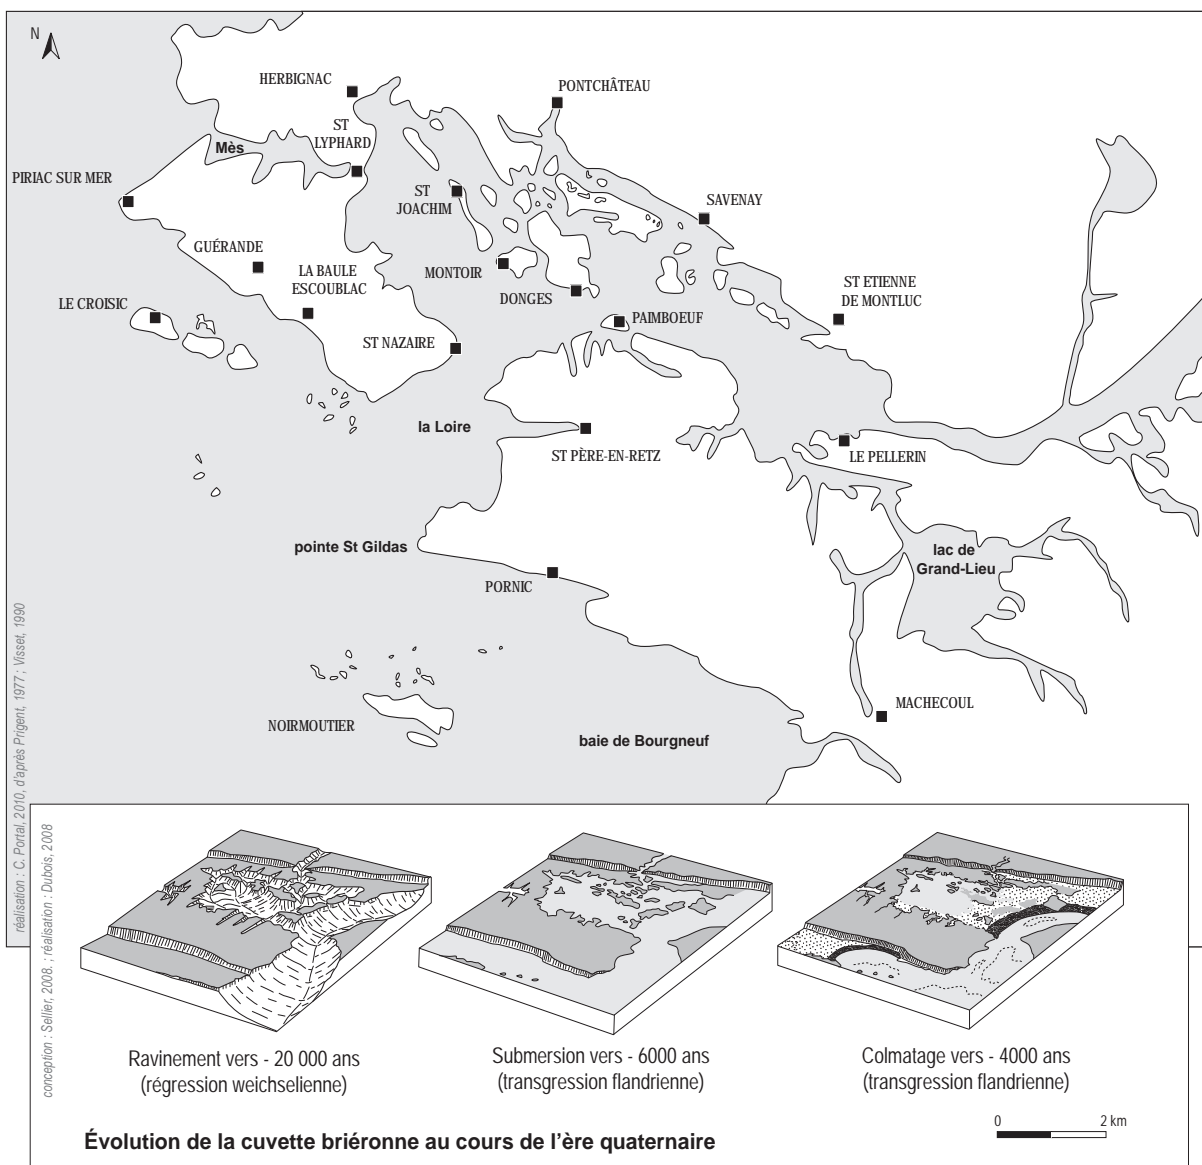 N
HERBIGNAC
PONTCHÂTEAU
ST
LYPHARD
Mès
PIRIAC SUR MER
ST
JOACHIM
SAVENAY
GUÉRANDE
LA BAULE
ESCOUBLAC
MONTOIR
DONGES
ST ETIENNE
DE MONTLUC
LE CROISIC
PAIMBOEUF
ST NAZAIRE
la Loire
ST PÈRE-EN-RETZ
LE PELLERIN
pointe St Gildas
lac de
Grand-Lieu
PORNIC
MACHECOUL
NOIRMOUTIER
baie de Bourgneuf
réalisation : C. Portal, 2010, d'après Prigent, 1977 ; Visset, 1990
conception : Sellier, 2008. ; réalisation : Dubois, 2008
Ravinement vers - 20 000 ans
(régression weichselienne)
Submersion vers - 6000 ans
(transgression flandrienne)
Colmatage vers - 4000 ans
(transgression flandrienne)
0 2 km
Évolution de la cuvette briéronne au cours de l'ère quaternaire